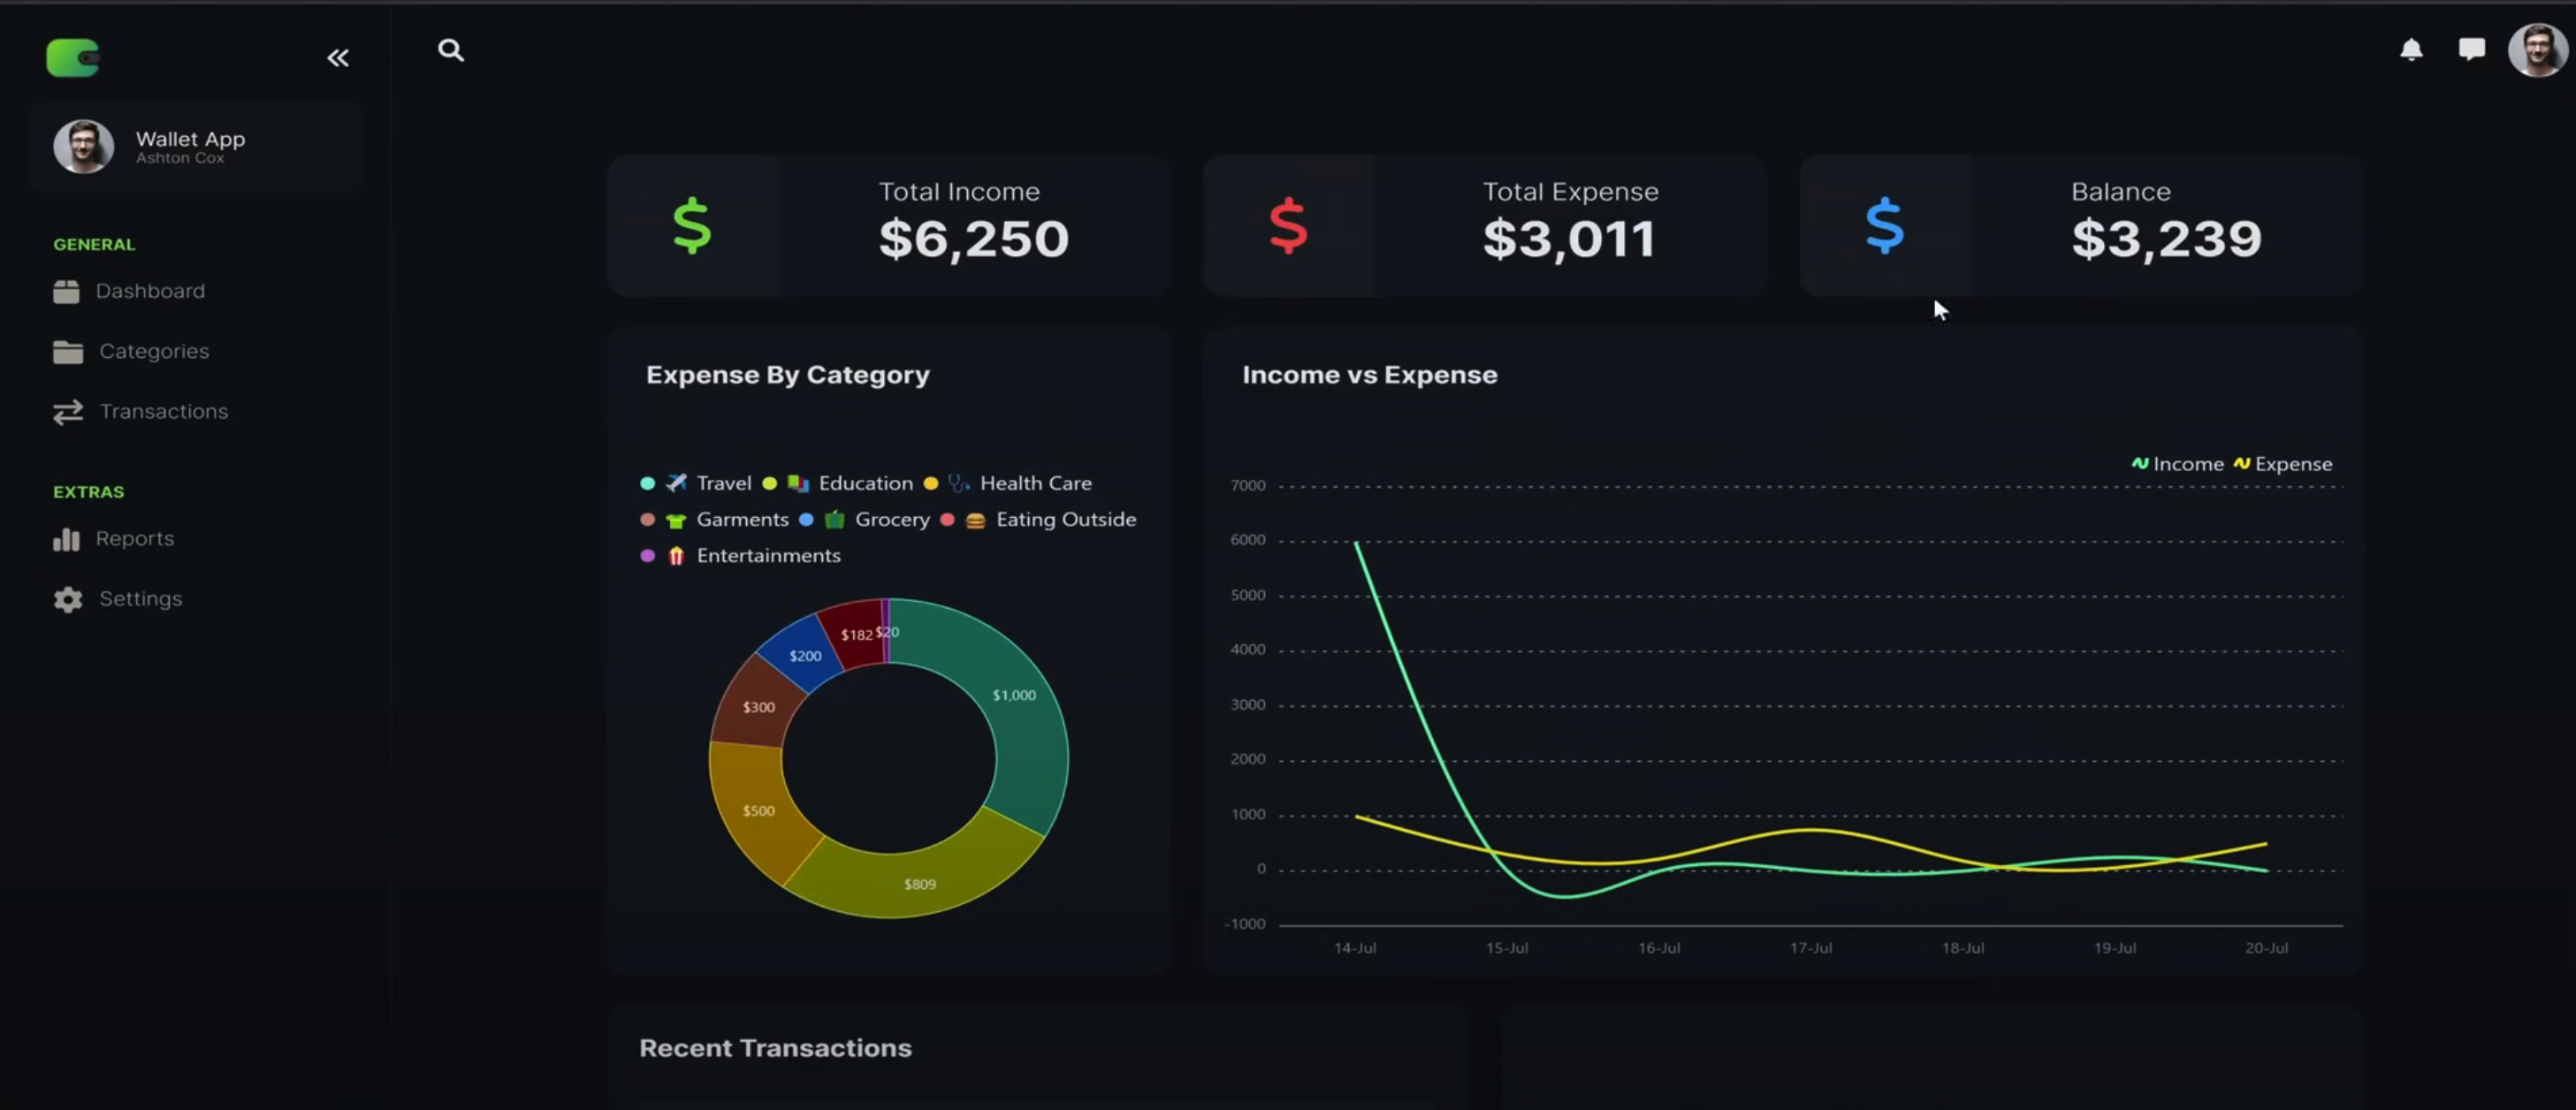 Wallet App
Ashton Cox
GENERAL
Dashboard
Categories
Transactions
EXTRAS
Reports
Settings
Total Income
$6,250
Total Expense
$3,011
Balance
$3,239
Expense By Category
Travel Education Health Care
Garments Grocery Eating Outside
Entertainments
$182 $20
$200
$1,000
$300
$500
$809
Income vs Expense
Income Expense
7000
6000
5000
4000
3000
2000
1000
0
-1000
14-Jul 15-Jul 16-Jul 17-Jul 18-Jul 19-Jul 20-Jul
Recent Transactions